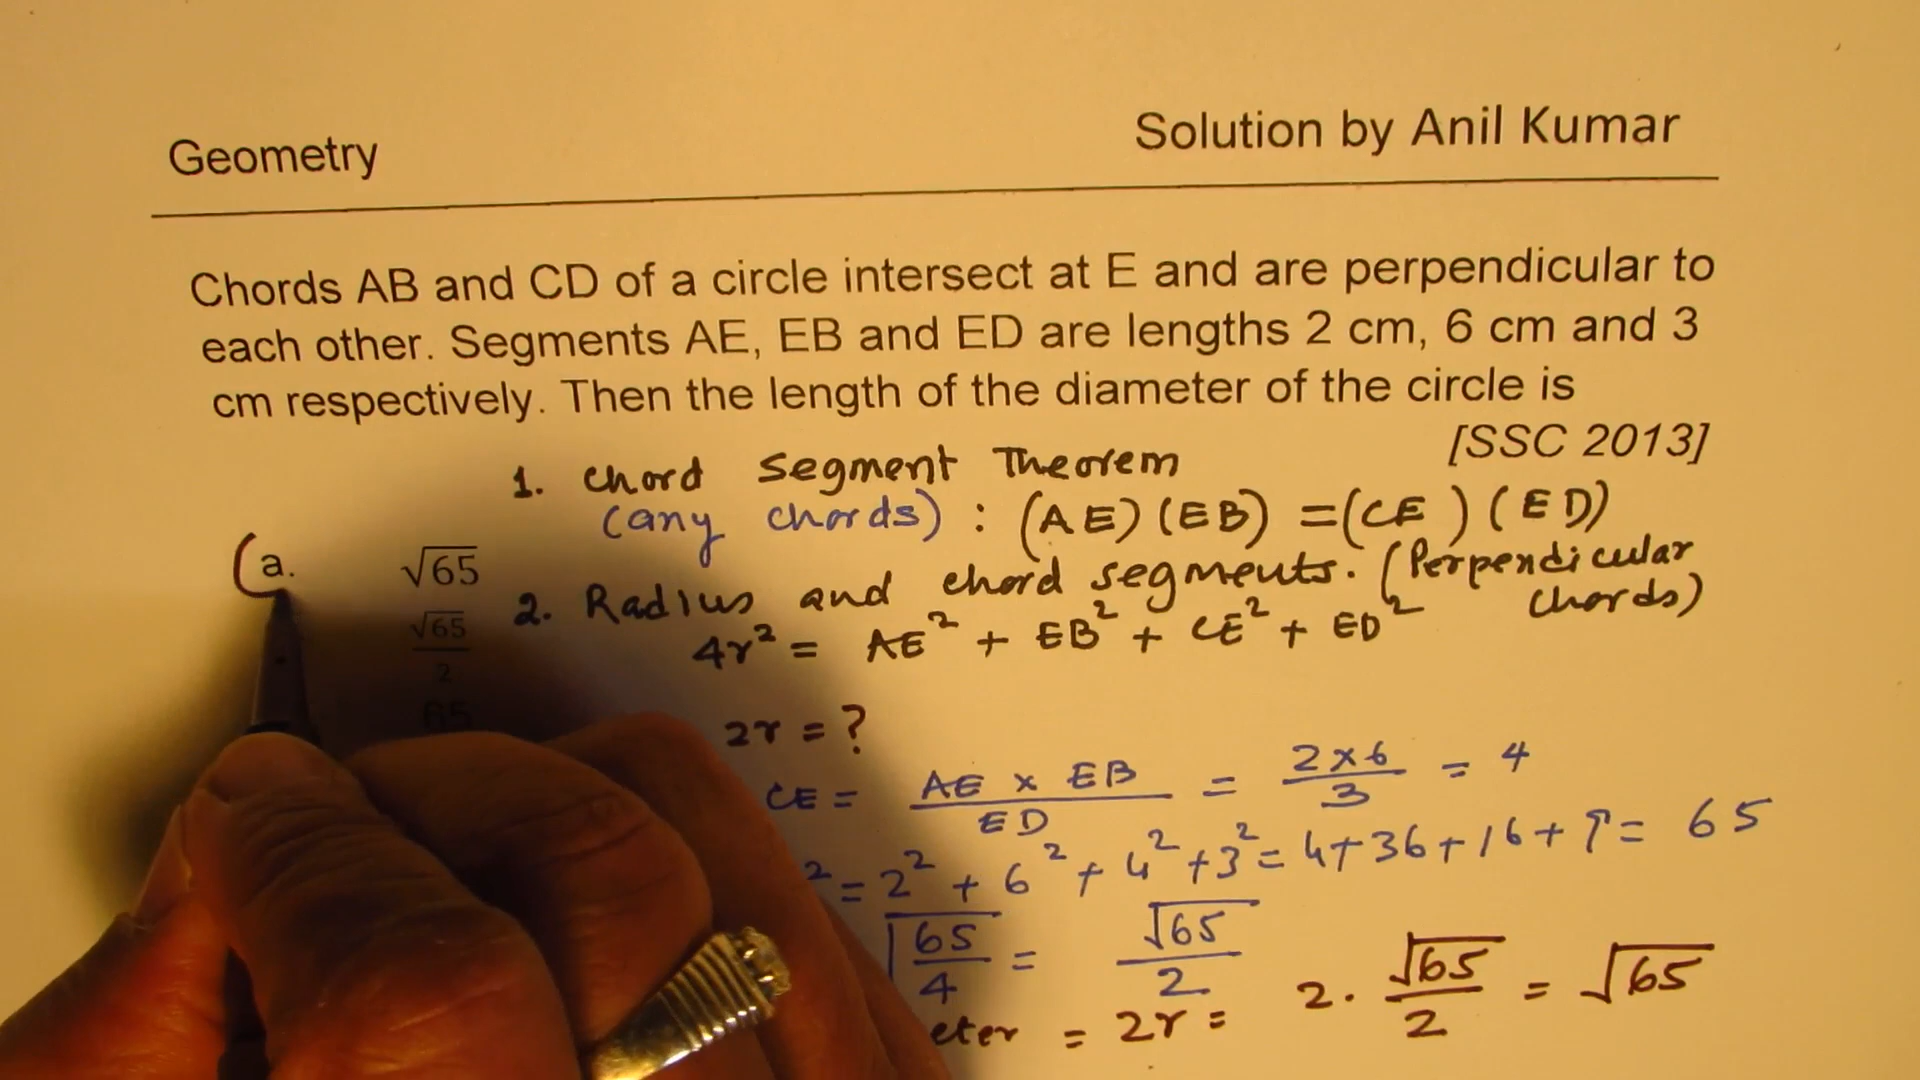 Geometry
Solution by Anil Kumar
Chords AB and CD of a circle intersect at E and are perpendicular to
each other. Segments AE, EB and ED are lengths 2 cm, 6 cm and 3
cm respectively. Then the length of the diameter of the circle is
[SSC 2013]
1. Chord Segment Theorem
(any chords) : (AE)(EB) = (CE)(ED)
(a. √65
2. Radius and chord segments. (Perpendicular
chords)
√65/2
4r² = AE² + EB² + CE² + ED²
65
2r = ?
CE = AE × EB / ED = 2×6 / 3 = 4
² = 2² + 6² + 4² + 3² = 4+36+16+9 = 65
√65/4 = √65/2
eter = 2r = 2. √65/2 = √65